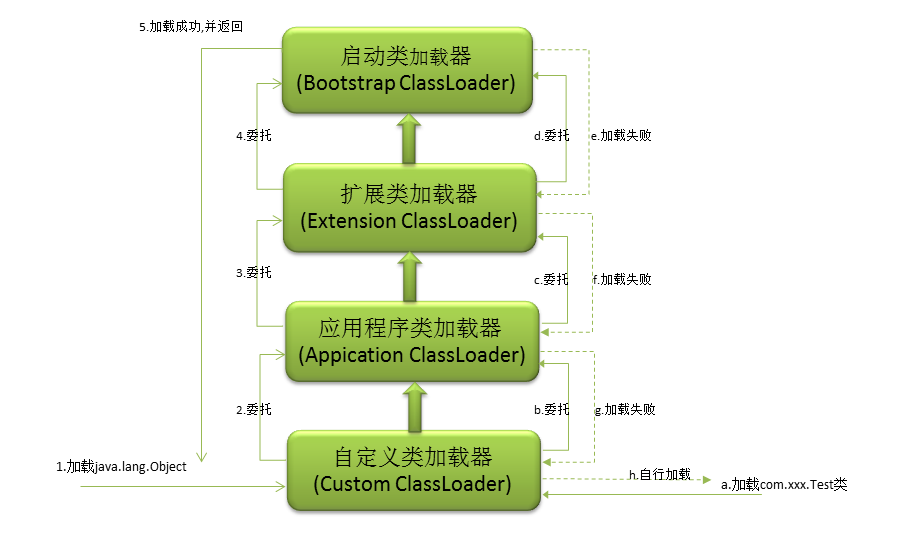 5.加载成功,并返回
启动类加载器
(Bootstrap ClassLoader)
4.委托
d.委托
e.加载失败
扩展类加载器
(Extension ClassLoader)
3.委托
c.委托
f.加载失败
应用程序类加载器
(Appication ClassLoader)
2.委托
b.委托
g.加载失败
自定义类加载器
(Custom ClassLoader)
1.加载java.lang.Object
h.自行加载
a.加载com.xxx.Test类